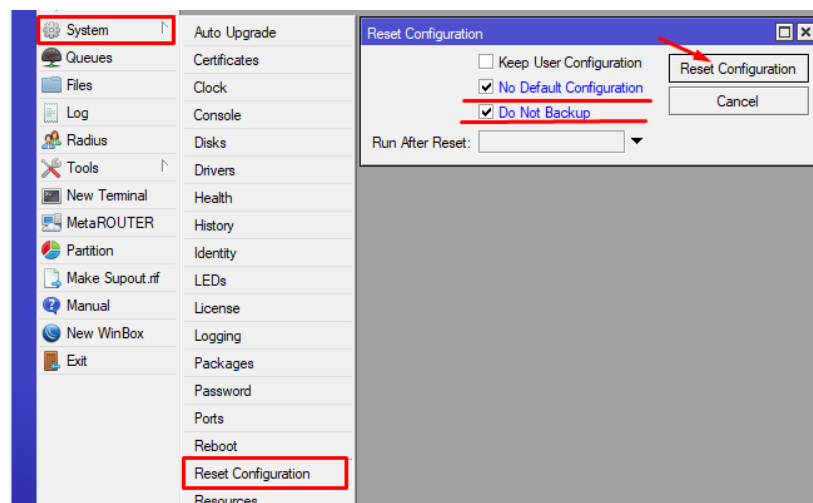 System
Queues
Files
Log
Radius
Tools
New Terminal
MetaROUTER
Partition
Make Supout.rif
Manual
New WinBox
Exit
Auto Upgrade
Certificates
Clock
Console
Disks
Drivers
Health
History
Identity
LEDs
License
Logging
Packages
Password
Ports
Reboot
Reset Configuration
Resources
Reset Configuration
Keep User Configuration
No Default Configuration
Do Not Backup
Run After Reset:
Reset Configuration
Cancel